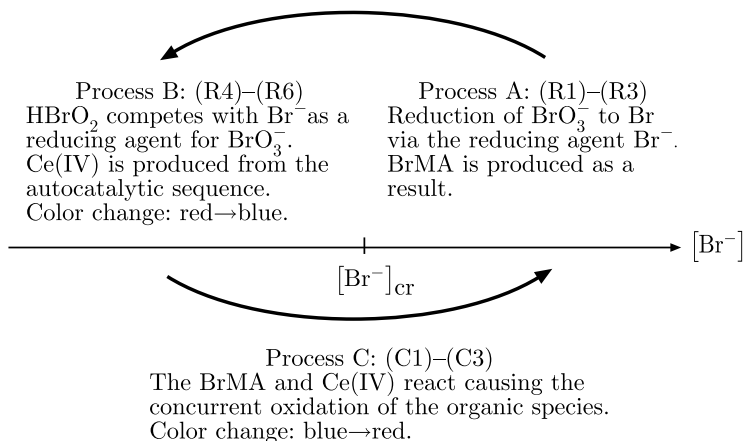 Process B: (R4)–(R6)
HBrO₂ competes with Br⁻as a
reducing agent for BrO₃⁻.
Ce(IV) is produced from the
autocatalytic sequence.
Color change: red→blue.
Process A: (R1)–(R3)
Reduction of BrO₃⁻ to Br
via the reducing agent Br⁻.
BrMA is produced as a
result.
[Br⁻]
[Br⁻]cr
Process C: (C1)–(C3)
The BrMA and Ce(IV) react causing the
concurrent oxidation of the organic species.
Color change: blue→red.